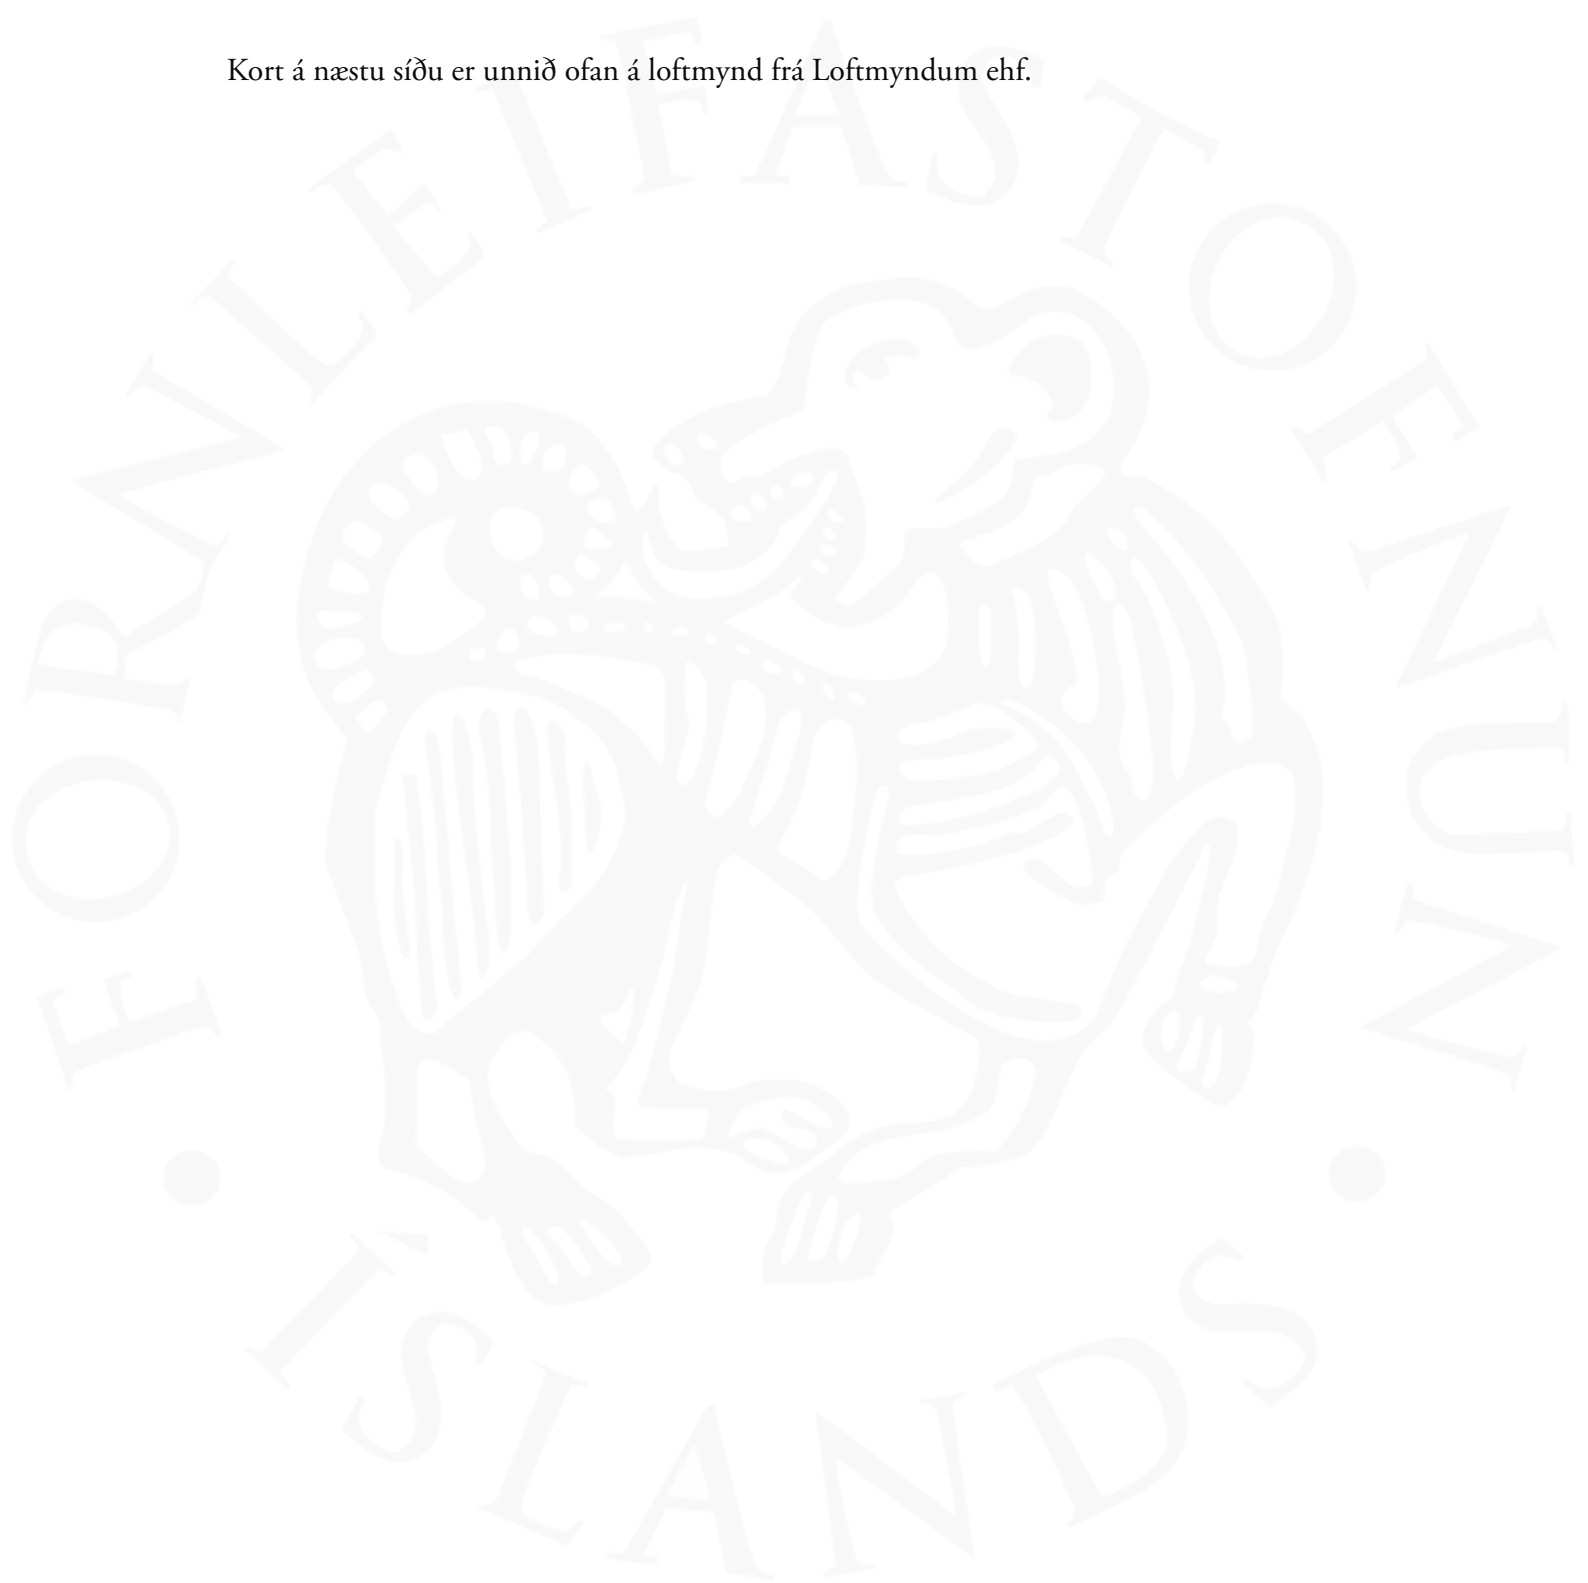 Kort á næstu síðu er unnið ofan á loftmynd frá Loftmyndum ehf.
FORNLEIFASTOFNUN
ÍSLANDS